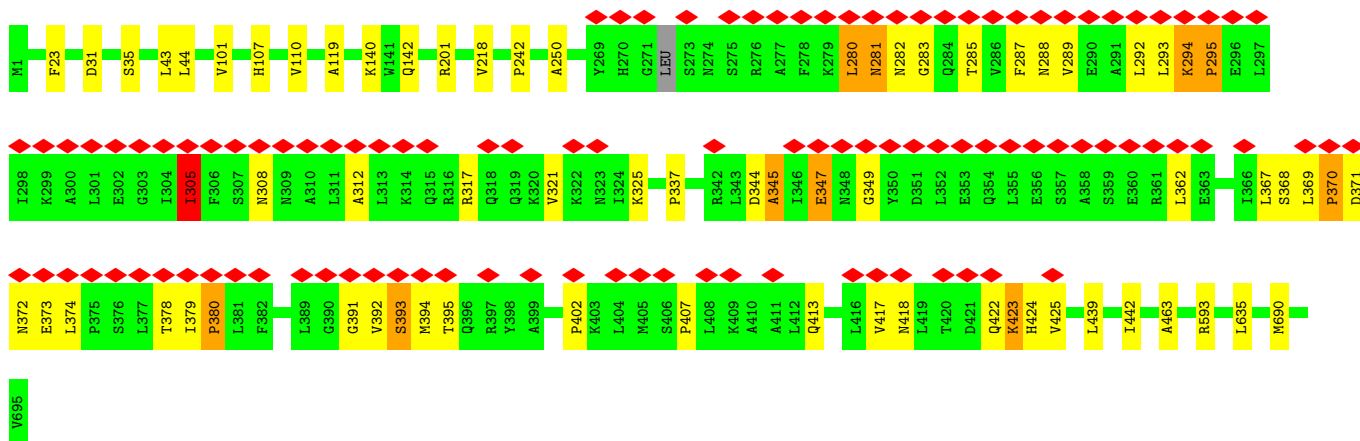 M1 F23 D31 S35 L43 L44 V101 H107 V110 A119 K140 W141 Q142 R201 V218 P242 A250 Y269 H270 G271 LEU S273 N274 S275 R276 A277 F278 K279 L280 N281 N282 G283 Q284 T285 V286 F287 N288 V289 E290 A291 L292 L293 K294 P295 E296 L297
I298 K299 A300 L301 E302 G303 I304 I305 F306 S307 N308 N309 A310 L311 A312 L313 K314 Q315 R316 R317 Q318 Q319 K320 V321 K322 N323 I324 K325 P337 R342 L343 D344 A345 I346 E347 N348 G349 Y350 D351 L352 E353 Q354 L355 E356 S357 A358 S359 E360 R361 L362 E363 I366 L367 S368 L369 P370 D371
N372 E373 L374 P375 S376 L377 T378 I379 P380 L381 F382 L389 G390 G391 V392 S393 M394 T395 Q396 R397 Y398 A399 P402 K403 L404 M405 S406 P407 L408 K409 A410 A411 L412 Q413 L416 V417 N418 L419 T420 D421 Q422 K423 H424 V425 L439 I442 A463 R593 L635 M690
V695